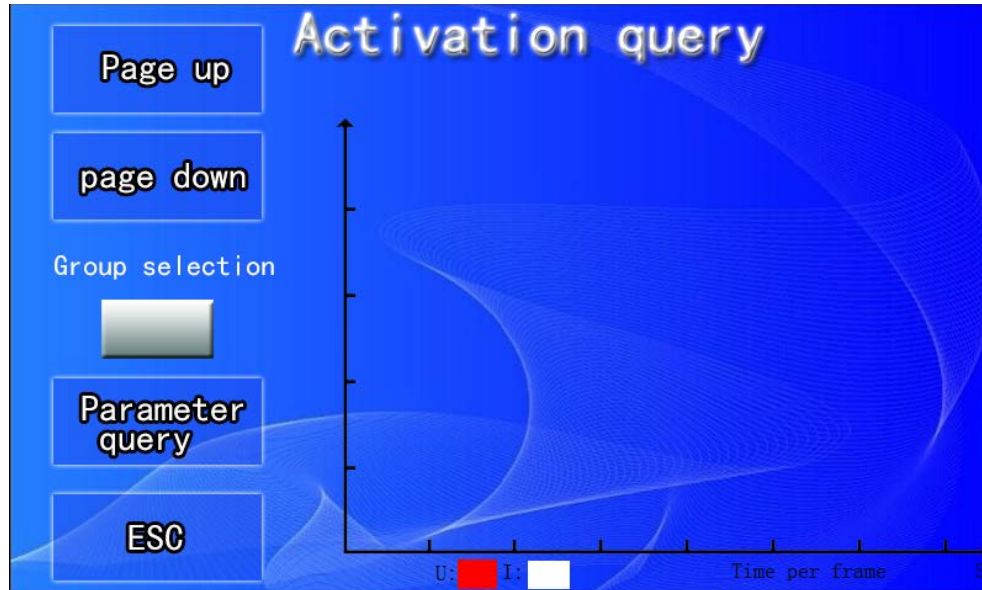 Activation query
Page up
page down
Group selection
Parameter
query
ESC
U: I: Time per frame